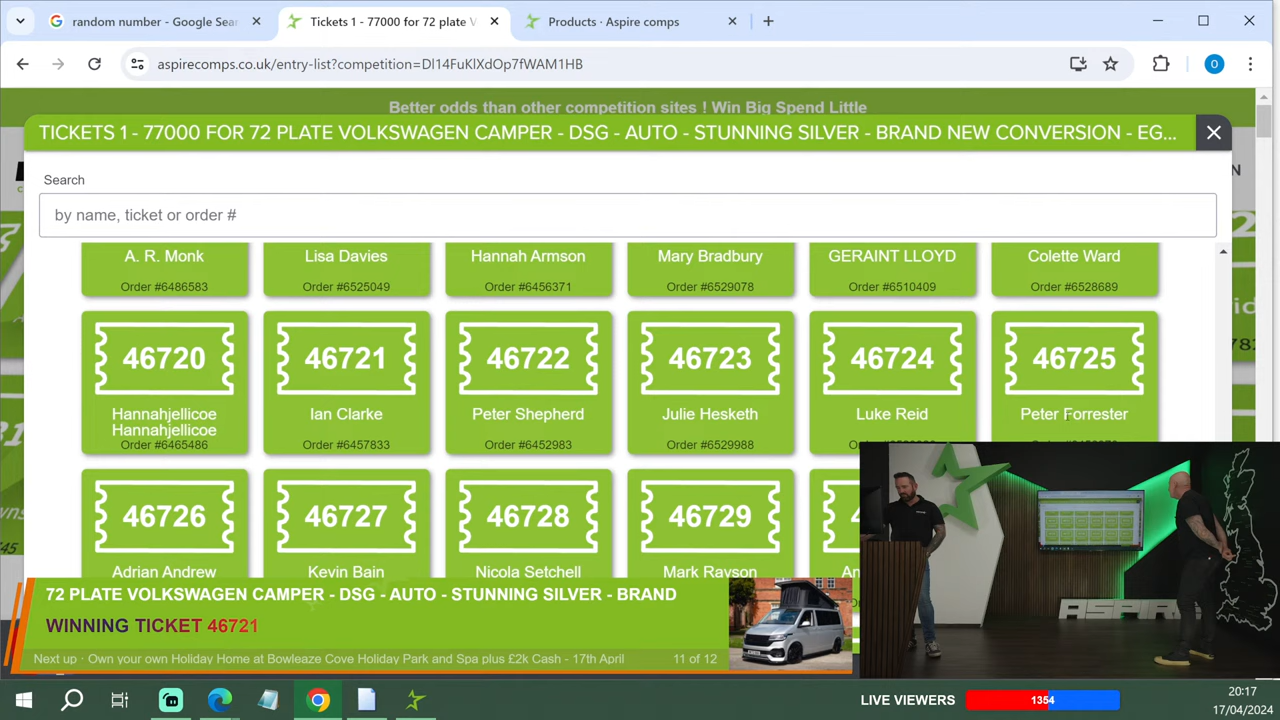 random number - Google Sear
Tickets 1 - 77000 for 72 plate V
Products · Aspire comps
aspirecomps.co.uk/entry-list?competition=DI14FuKlXdOp7fWAM1HB
0
Better odds than other competition sites ! Win Big Spend Little
TICKETS 1 - 77000 FOR 72 PLATE VOLKSWAGEN CAMPER - DSG - AUTO - STUNNING SILVER - BRAND NEW CONVERSION - EG...
Search
by name, ticket or order #
A. R. Monk
Lisa Davies
Hannah Armson
Mary Bradbury
GERAINT LLOYD
Colette Ward
Order #6486583
Order #6525049
Order #6456371
Order #6529078
Order #6510409
Order #6528689
46720
46721
46722
46723
46724
46725
Hannahjellicoe
Hannahjellicoe
Ian Clarke
Peter Shepherd
Julie Hesketh
Luke Reid
Peter Forrester
Order #6465486
Order #6457833
Order #6452983
Order #6529988
46726
46727
46728
46729
Adrian Andrew
Kevin Bain
Nicola Setchell
Mark Rayson
72 PLATE VOLKSWAGEN CAMPER - DSG - AUTO - STUNNING SILVER - BRAND
WINNING TICKET 46721
Next up · Own your own Holiday Home at Bowleaze Cove Holiday Park and Spa plus £2k Cash - 17th April
11 of 12
ASPIRE
LIVE VIEWERS
1354
20:17
17/04/2024